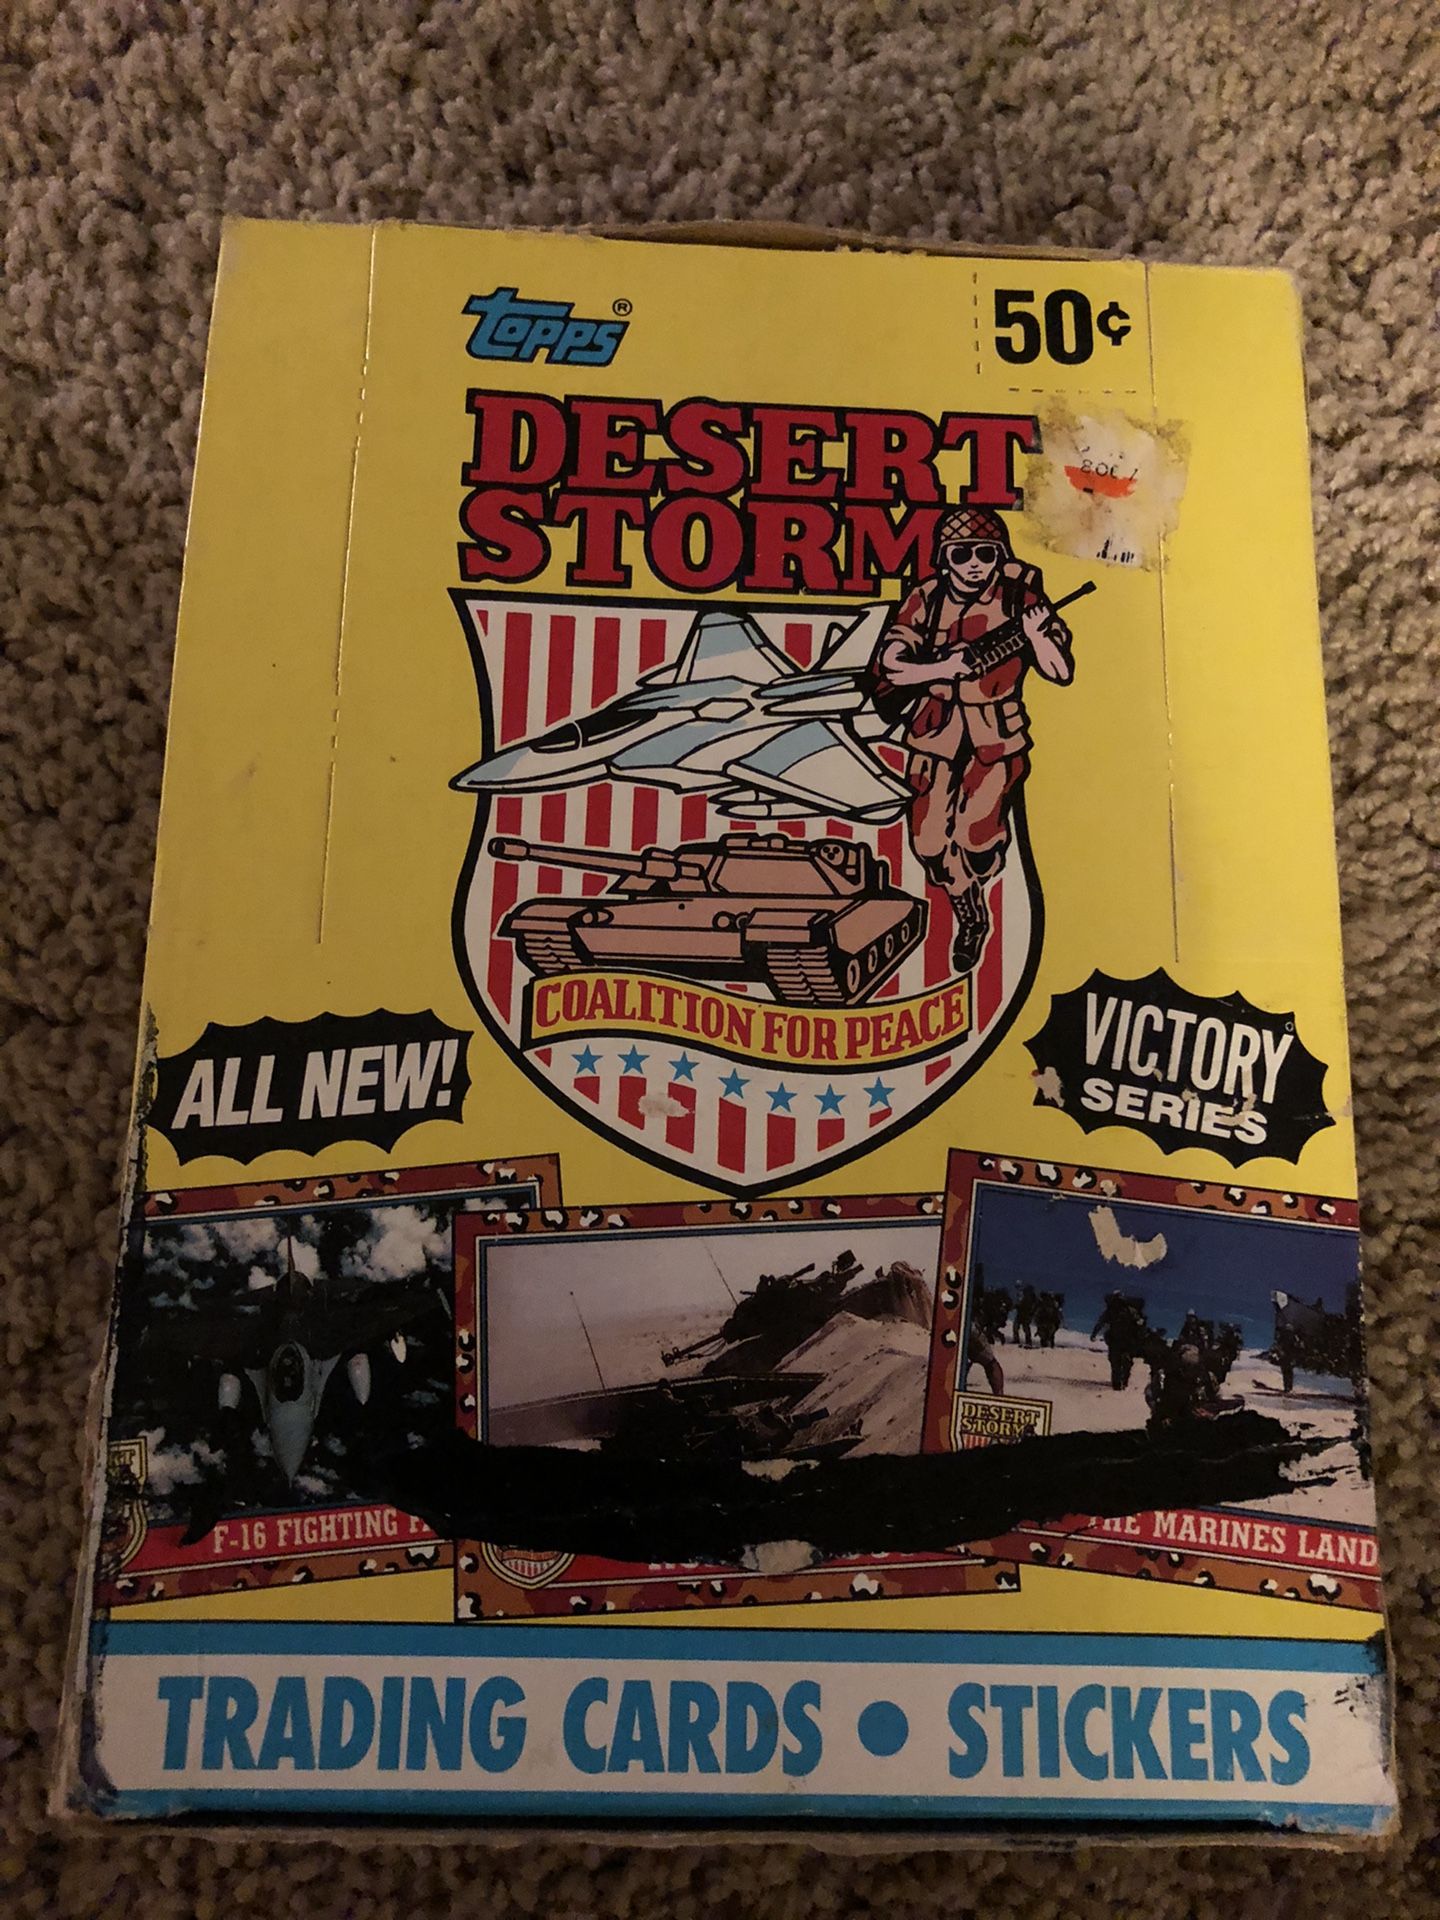 topps®
50¢
DESERT
STORM
COALITION FOR PEACE
ALL NEW!
VICTORY
SERIES
DESERT
STORM
F-16 FIGHTING
THE MARINES LAND
TRADING CARDS • STICKERS